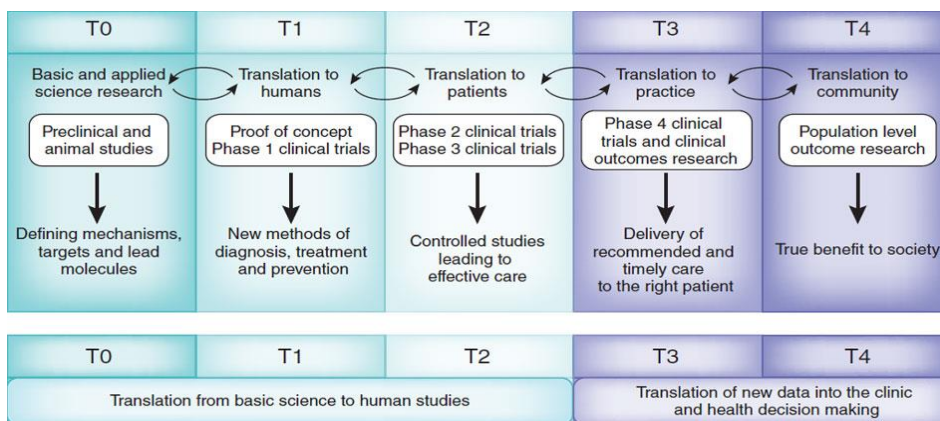 T0
T1
T2
T3
T4
Basic and applied
science research
Translation to
humans
Translation to
patients
Translation to
practice
Translation to
community
Preclinical and
animal studies
Proof of concept
Phase 1 clinical trials
Phase 2 clinical trials
Phase 3 clinical trials
Phase 4 clinical
trials and clinical
outcomes research
Population level
outcome research
Defining mechanisms,
targets and lead
molecules
New methods of
diagnosis, treatment
and prevention
Controlled studies
leading to
effective care
Delivery of
recommended and
timely care
to the right patient
True benefit to society
T0
T1
T2
T3
T4
Translation from basic science to human studies
Translation of new data into the clinic
and health decision making